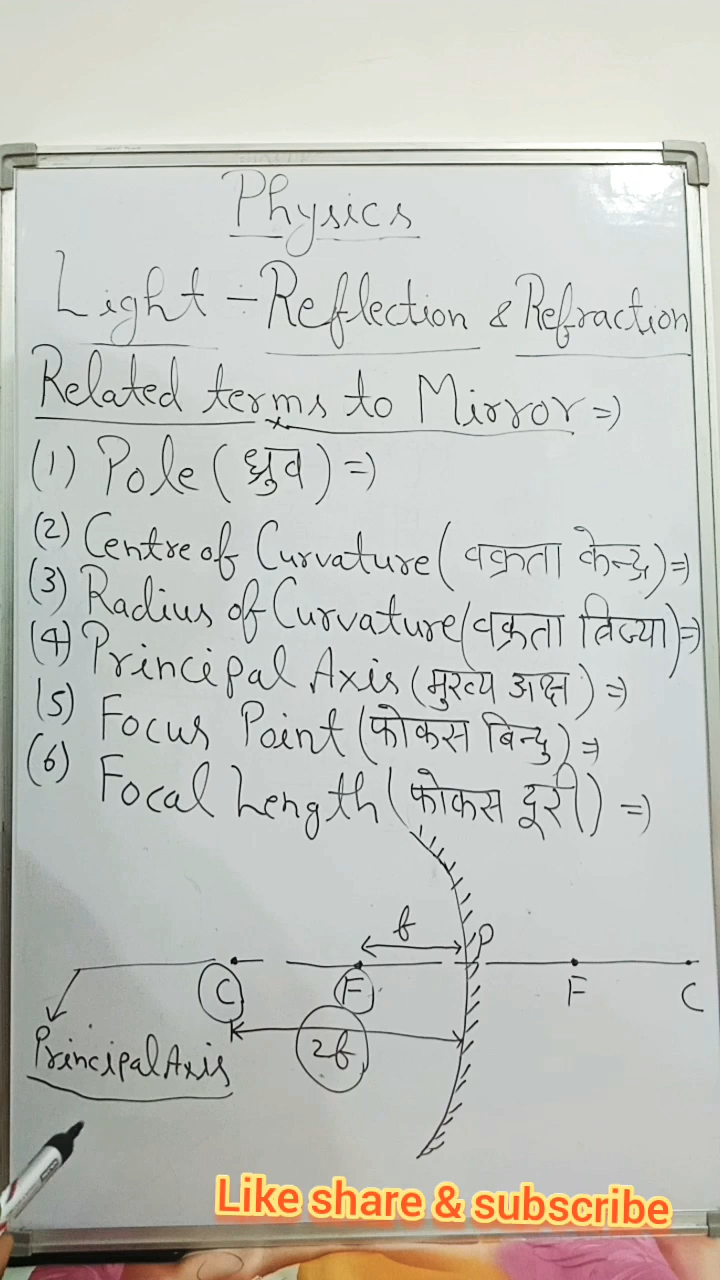 Physics
Light - Reflection & Refraction
Related terms to Mirror =>
(1) Pole (ध्रुव) =>
(2) Centre of Curvature (वक्रता केन्द्र) =>
(3) Radius of Curvature (वक्रता त्रिज्या) =>
(4) Principal Axis (मुख्य अक्ष) =>
(5) Focus Point (फोकस बिन्दु) =>
(6) Focal Length (फोकस दूरी) =>
f
P
C F F C
2f
Principal Axis
Like share & subscribe